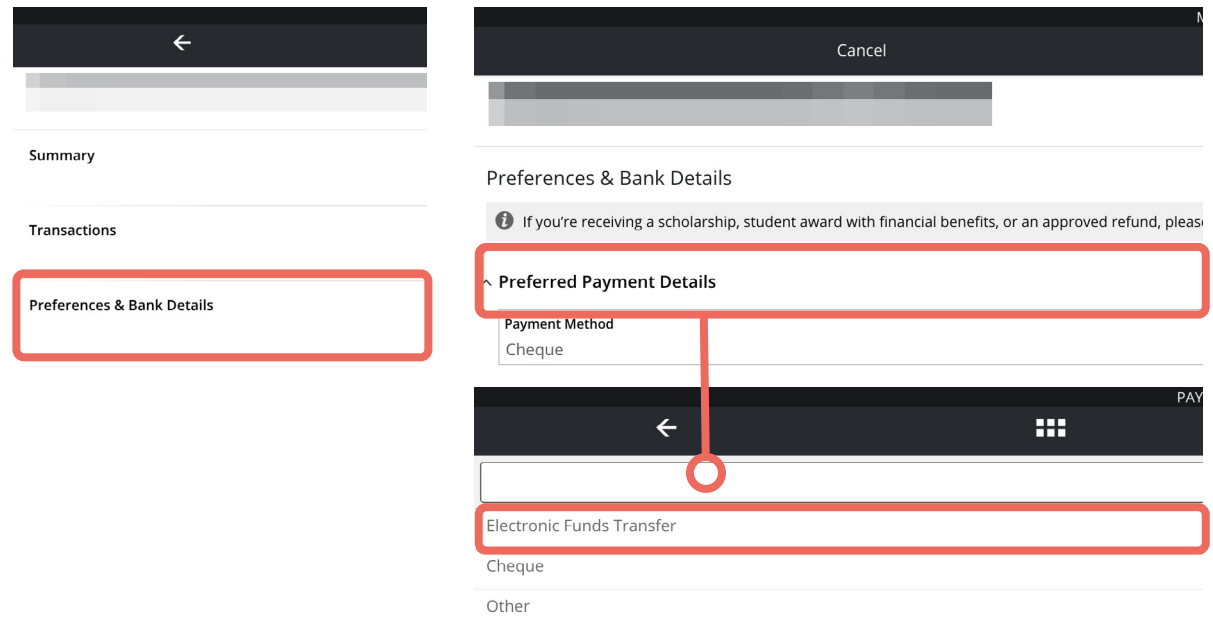 Summary
Transactions
Preferences & Bank Details
Cancel
Preferences & Bank Details
If you're receiving a scholarship, student award with financial benefits, or an approved refund,
Preferred Payment Details
Payment Method
Cheque
Electronic Funds Transfer
Cheque
Other